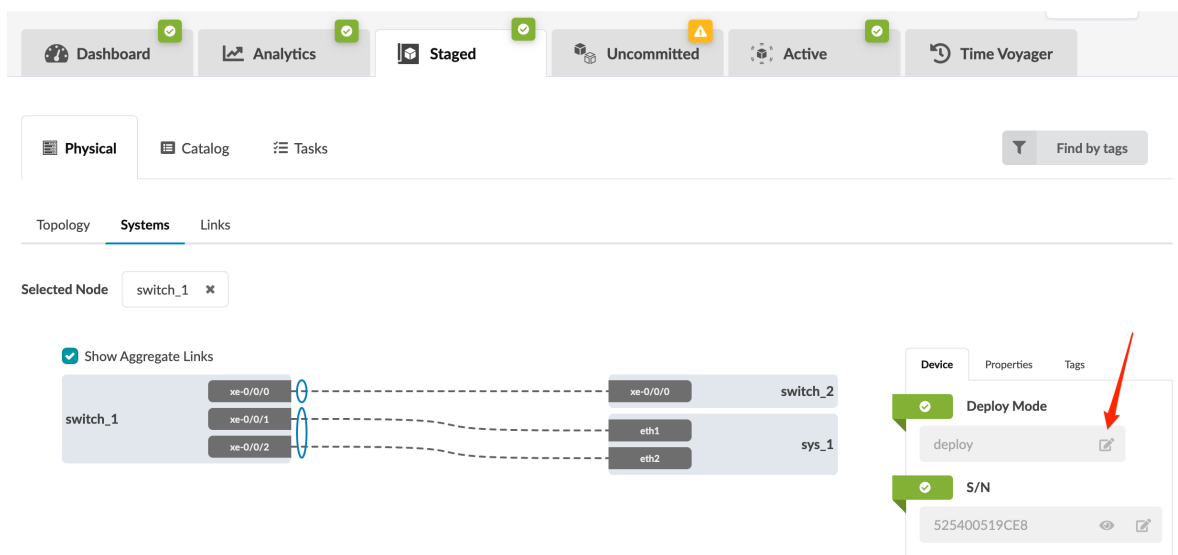 Dashboard
Analytics
Staged
Uncommitted
Active
Time Voyager
Physical
Catalog
Tasks
Find by tags
Topology
Systems
Links
Selected Node
switch_1
Show Aggregate Links
switch_1
xe-0/0/0
xe-0/0/1
xe-0/0/2
xe-0/0/0
switch_2
eth1
eth2
sys_1
Device
Properties
Tags
Deploy Mode
deploy
S/N
525400519CE8